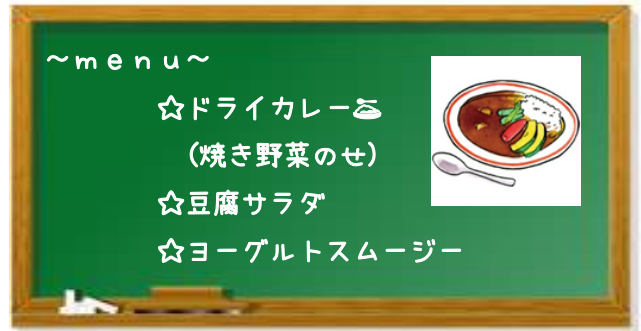 ～ｍｅｎｕ～
☆ドライカレー🍛
（焼き野菜のせ）
☆豆腐サラダ
☆ヨーグルトスムージー